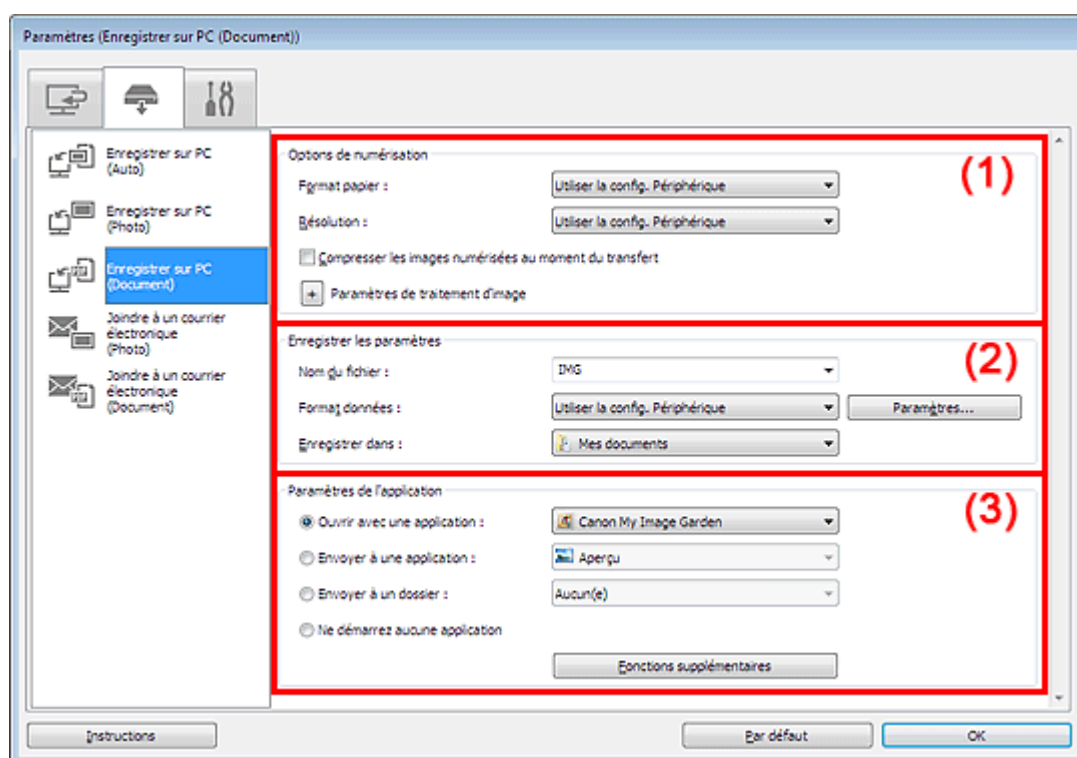 Paramètres (Enregistrer sur PC (Document))
Enregistrer sur PC
(Auto)
Enregistrer sur PC
(Photo)
Enregistrer sur PC
(Document)
Joindre à un courrier
électronique
(Photo)
Joindre à un courrier
électronique
(Document)
Options de numérisation
(1)
Format papier :
Utiliser la config. Périphérique
Résolution :
Utiliser la config. Périphérique
Compresser les images numérisées au moment du transfert
+ Paramètres de traitement d'image
Enregistrer les paramètres
(2)
Nom du fichier :
IMG
Format données :
Utiliser la config. Périphérique
Paramètres...
Enregistrer dans :
Mes documents
Paramètres de l'application
(3)
Ouvrir avec une application :
Canon My Image Garden
Envoyer à une application :
Aperçu
Envoyer à un dossier :
Aucun(e)
Ne démarrez aucune application
Fonctions supplémentaires
Instructions
Par défaut
OK